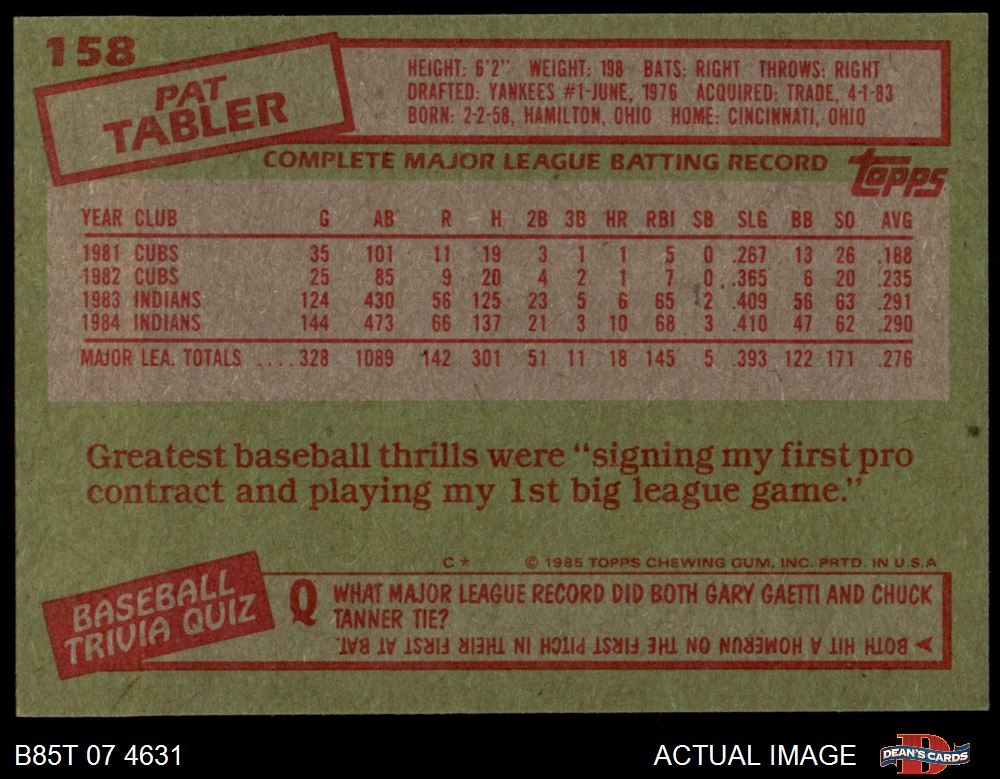 158
PAT
TABLER
HEIGHT: 6'2" WEIGHT: 198 BATS: RIGHT THROWS: RIGHT
DRAFTED: YANKEES #1-JUNE, 1976 ACQUIRED: TRADE, 4-1-83
BORN: 2-2-58, HAMILTON, OHIO HOME: CINCINNATI, OHIO
COMPLETE MAJOR LEAGUE BATTING RECORD
Topps
YEAR CLUB G AB R H 2B 3B HR RBI SB SLG BB SO AVG
1981 CUBS 35 101 11 19 3 1 1 5 0 .267 13 26 .188
1982 CUBS 25 85 9 20 4 2 1 7 0 .365 6 20 .235
1983 INDIANS 124 430 56 125 23 5 6 65 2 .409 56 63 .291
1984 INDIANS 144 473 66 137 21 3 10 68 3 .410 47 62 .290
MAJOR LEA. TOTALS .... 328 1089 142 301 51 11 18 145 5 .393 122 171 .276
Greatest baseball thrills were "signing my first pro
contract and playing my 1st big league game."
C* © 1985 TOPPS CHEWING GUM, INC. PRTD. IN U.S.A
BASEBALL
TRIVIA QUIZ
Q WHAT MAJOR LEAGUE RECORD DID BOTH GARY GAETTI AND CHUCK
TANNER TIE?
BOTH HIT A HOMERUN ON THE FIRST PITCH IN THEIR FIRST AT BAT.
B85T 07 4631
ACTUAL IMAGE
D
DEAN'S CARDS